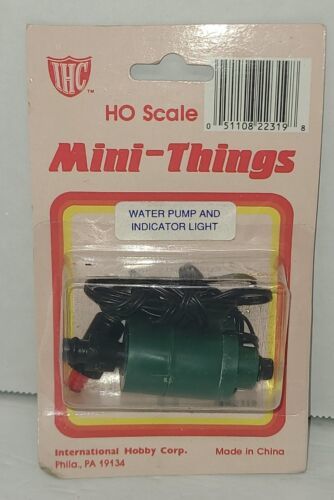 IHC
TM
HO Scale
0 51108 22319 8
Mini-Things
WATER PUMP AND
INDICATOR LIGHT
International Hobby Corp.
Phila., PA 19134
Made in China